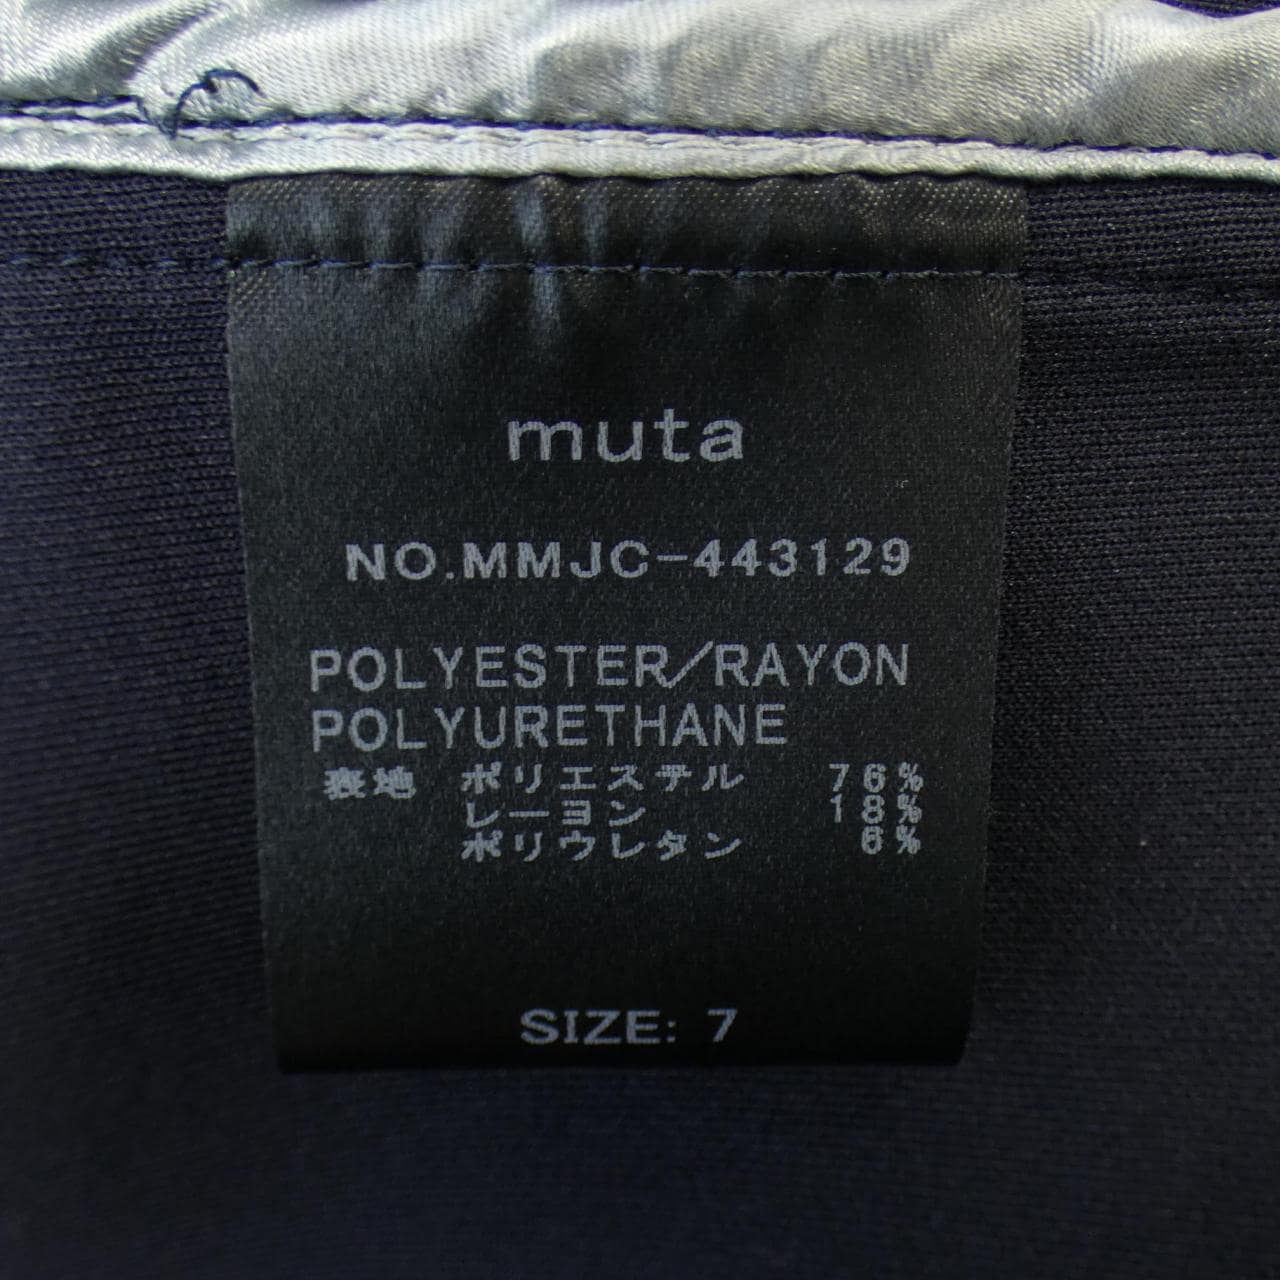 muta
NO.MMJC-443129
POLYESTER/RAYON
POLYURETHANE
表地 ポリエステル 76%
レーヨン 18%
ポリウレタン 6%
SIZE: 7